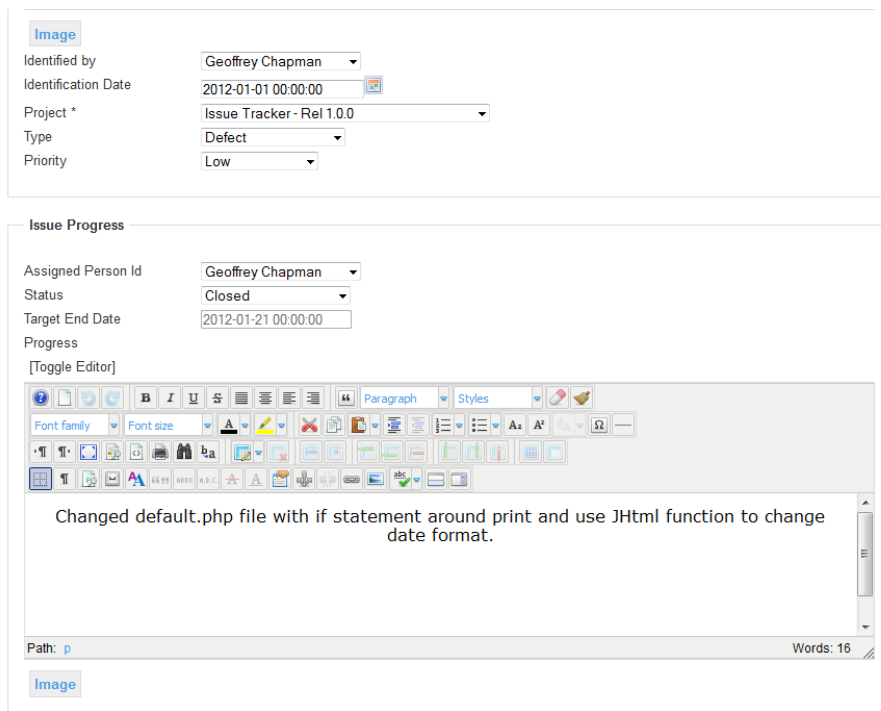 Image
Identified by Geoffrey Chapman
Identification Date 2012-01-01 00:00:00
Project * Issue Tracker - Rel 1.0.0
Type Defect
Priority Low
Issue Progress
Assigned Person Id Geoffrey Chapman
Status Closed
Target End Date 2012-01-21 00:00:00
Progress
[Toggle Editor]
B I U S Paragraph Styles
Font family Font size A A₂ A² Ω
Changed default.php file with if statement around print and use JHtml function to change
date format.
Path: p Words: 16
Image